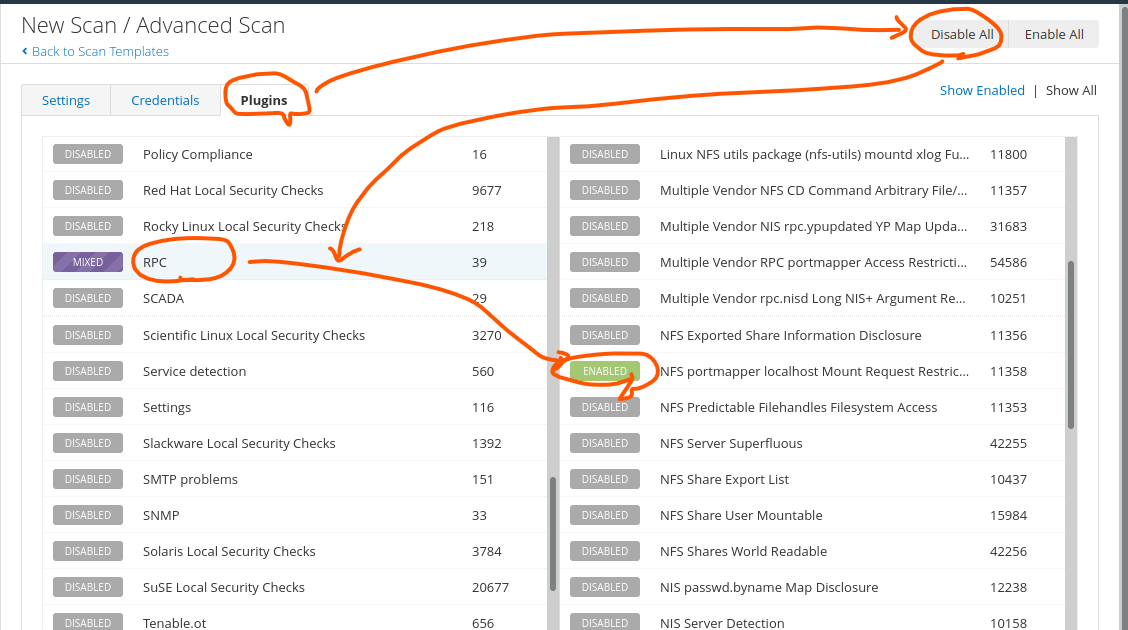 New Scan / Advanced Scan
Disable All
Enable All
Back to Scan Templates
Settings
Credentials
Plugins
Show Enabled | Show All
DISABLED Policy Compliance 16
DISABLED Red Hat Local Security Checks 9677
DISABLED Rocky Linux Local Security Checks 218
MIXED RPC 39
DISABLED SCADA 29
DISABLED Scientific Linux Local Security Checks 3270
DISABLED Service detection 560
DISABLED Settings 116
DISABLED Slackware Local Security Checks 1392
DISABLED SMTP problems 151
DISABLED SNMP 33
DISABLED Solaris Local Security Checks 3784
DISABLED SuSE Local Security Checks 20677
DISABLED Tenable.ot 656
DISABLED Linux NFS utils package (nfs-utils) mountd xlog Fu... 11800
DISABLED Multiple Vendor NFS CD Command Arbitrary File/... 11357
DISABLED Multiple Vendor NIS rpc.ypupdated YP Map Upda... 31683
DISABLED Multiple Vendor RPC portmapper Access Restricti... 54586
DISABLED Multiple Vendor rpc.nisd Long NIS+ Argument Re... 10251
DISABLED NFS Exported Share Information Disclosure 11356
ENABLED NFS portmapper localhost Mount Request Restric... 11358
DISABLED NFS Predictable Filehandles Filesystem Access 11353
DISABLED NFS Server Superfluous 42255
DISABLED NFS Share Export List 10437
DISABLED NFS Share User Mountable 15984
DISABLED NFS Shares World Readable 42256
DISABLED NIS passwd.byname Map Disclosure 12238
DISABLED NIS Server Detection 10158